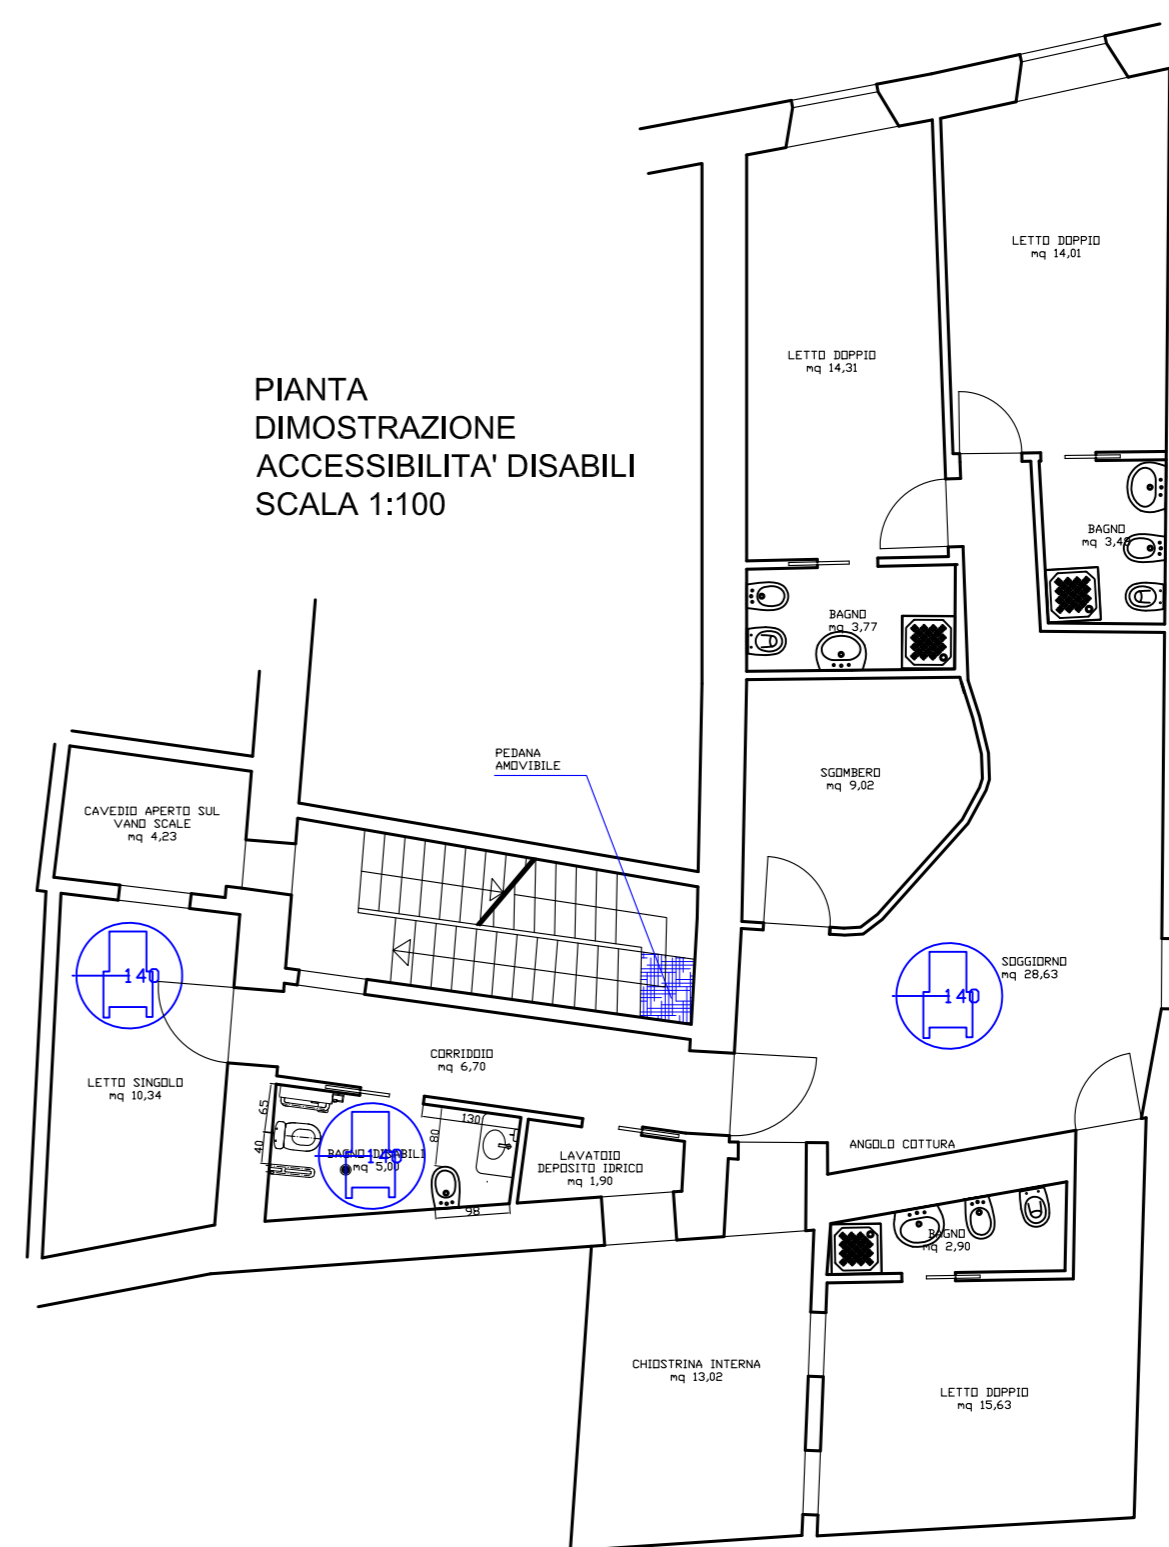 LETTO DOPPIO
mq 14,01
LETTO DOPPIO
mq 14,31
PIANTA
DIMOSTRAZIONE
ACCESSIBILITA' DISABILI
SCALA 1:100
BAGNO
mq 3,48
BAGNO
mq 3,77
PEDANA
AMOVIBILE
SGOMBERO
mq 9,02
CAVEDIO APERTO SUL
VANO SCALE
mq 4,23
140
SOGGIORNO
mq 28,63
140
CORRIDOIO
mq 6,70
LETTO SINGOLO
mq 10,34
65
40
130
80
98
BAGNO DISABILI
mq 5,00
140
LAVATOIO
DEPOSITO IDRICO
mq 1,90
ANGOLO COTTURA
BAGNO
mq 2,90
CHIOSTRINA INTERNA
mq 13,02
LETTO DOPPIO
mq 15,63